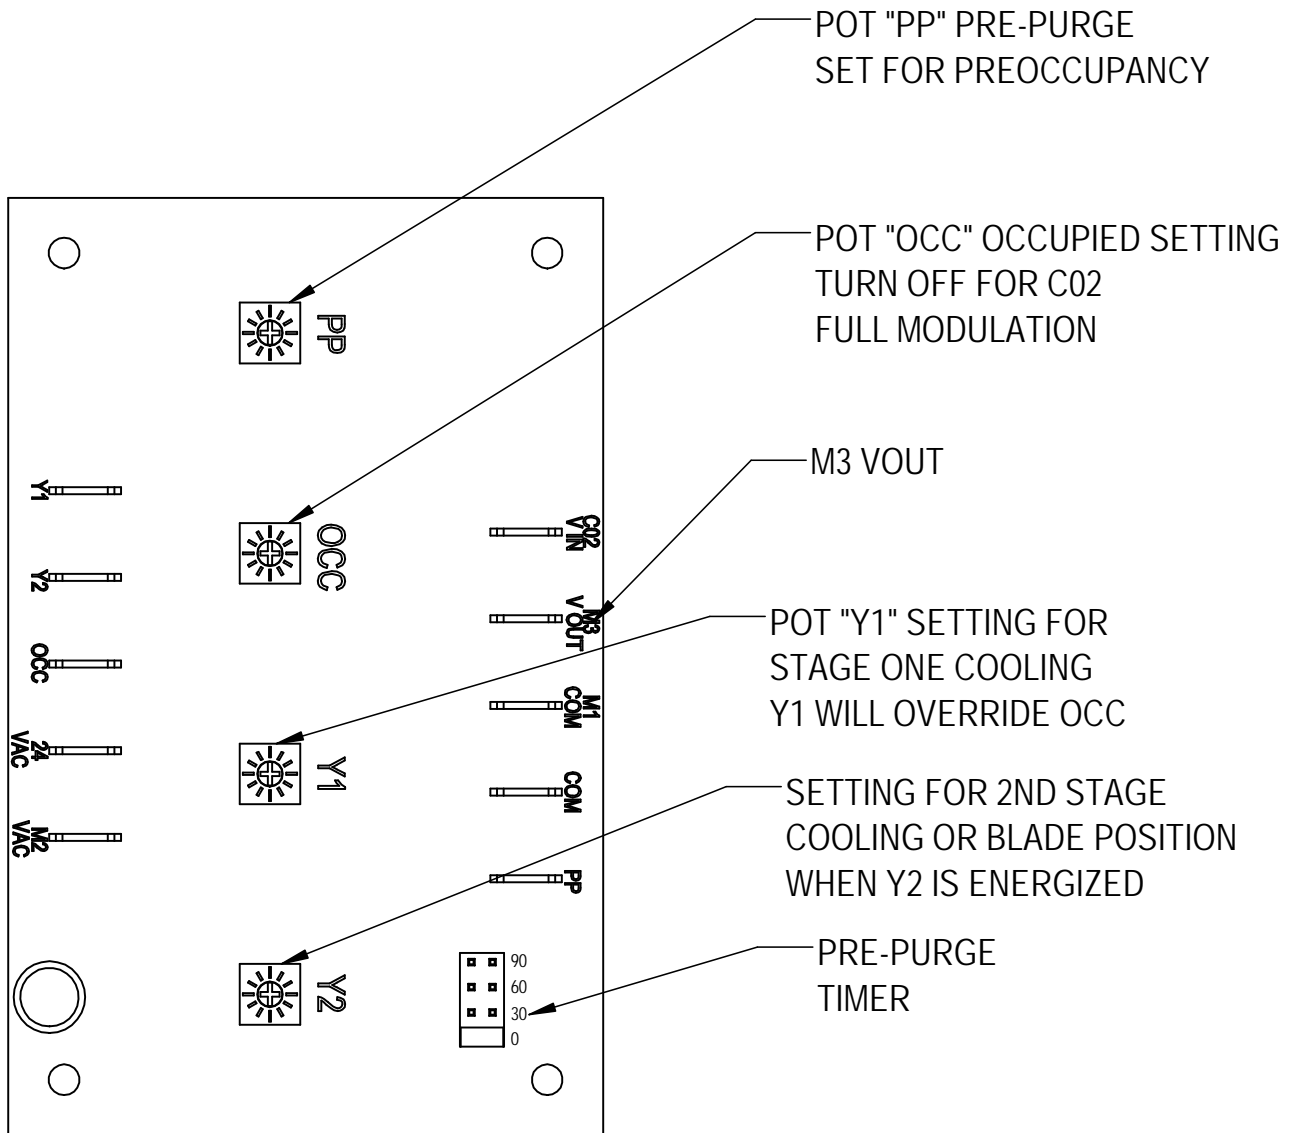 POT "PP" PRE-PURGE
SET FOR PREOCCUPANCY
POT "OCC" OCCUPIED SETTING
TURN OFF FOR C02
FULL MODULATION
M3 VOUT
POT "Y1" SETTING FOR
STAGE ONE COOLING
Y1 WILL OVERRIDE OCC
SETTING FOR 2ND STAGE
COOLING OR BLADE POSITION
WHEN Y2 IS ENERGIZED
PRE-PURGE
TIMER
PP
OCC
Y1
Y2
Y1
Y2
OCC
24
VAC
M2
VAC
C02
V IN
M3
V OUT
M1
COM
COM
PP
90
60
30
0